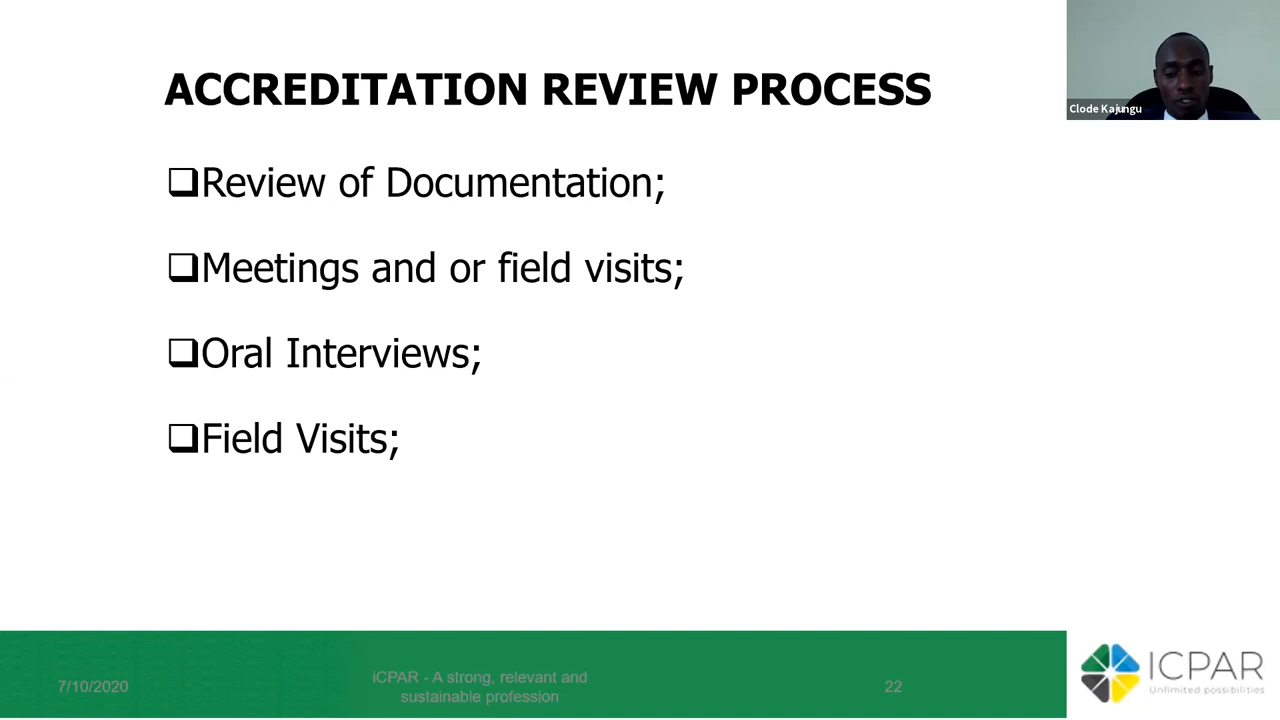 ACCREDITATION REVIEW PROCESS
Clode Kajungu
❑Review of Documentation;
❑Meetings and or field visits;
❑Oral Interviews;
❑Field Visits;
7/10/2020
iCPAR - A strong, relevant and
sustainable profession
22
ICPAR
Unlimited possibilities